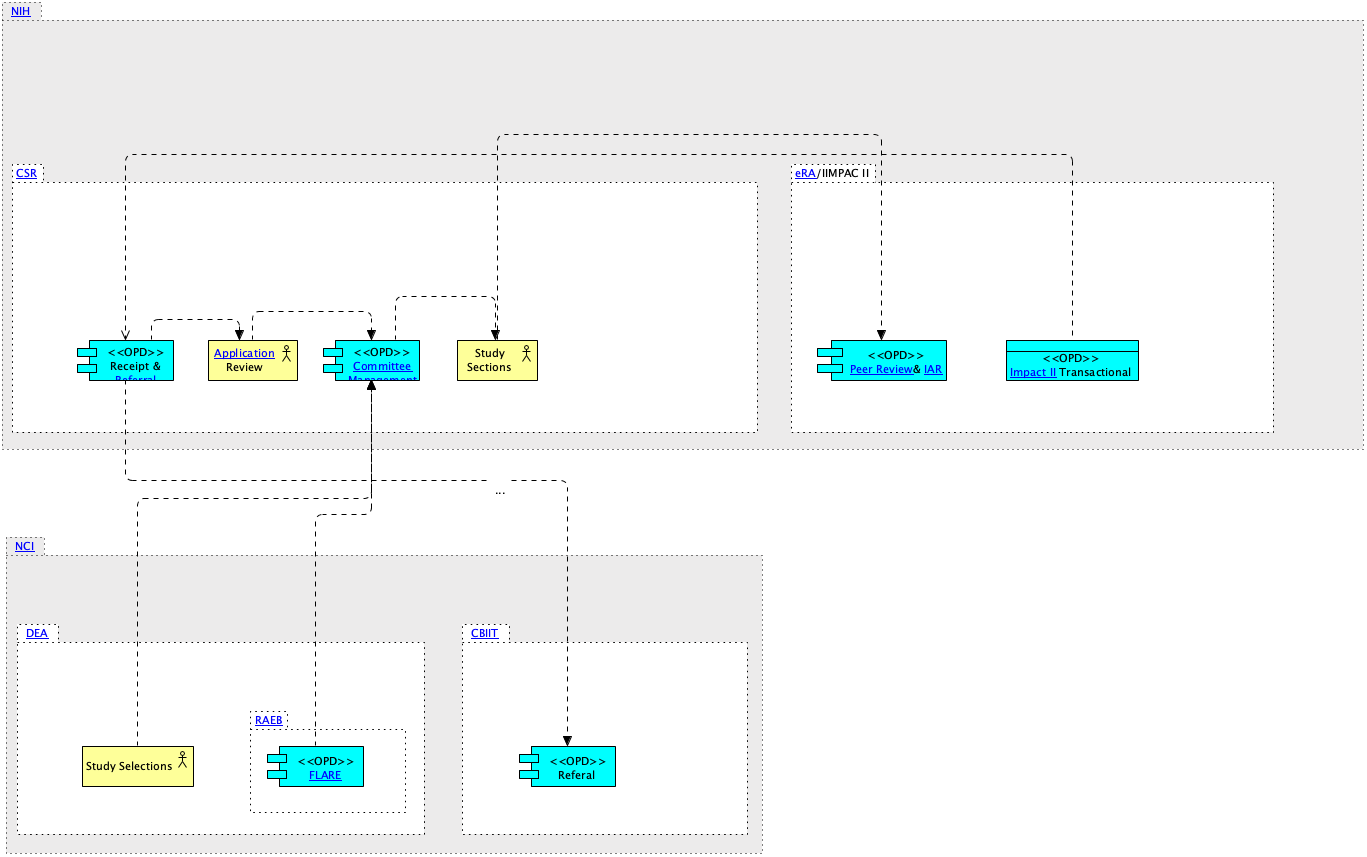 NIH
CSR
eRA/IIMPAC II
<<OPD>>
Receipt &
Referral
Application
Review
<<OPD>>
Committee
Management
Study
Sections
<<OPD>>
Peer Review& IAR
<<OPD>>
Impact II Transactional
...
NCI
DEA
CBIIT
RAEB
Study Selections
<<OPD>>
FLARE
<<OPD>>
Referal